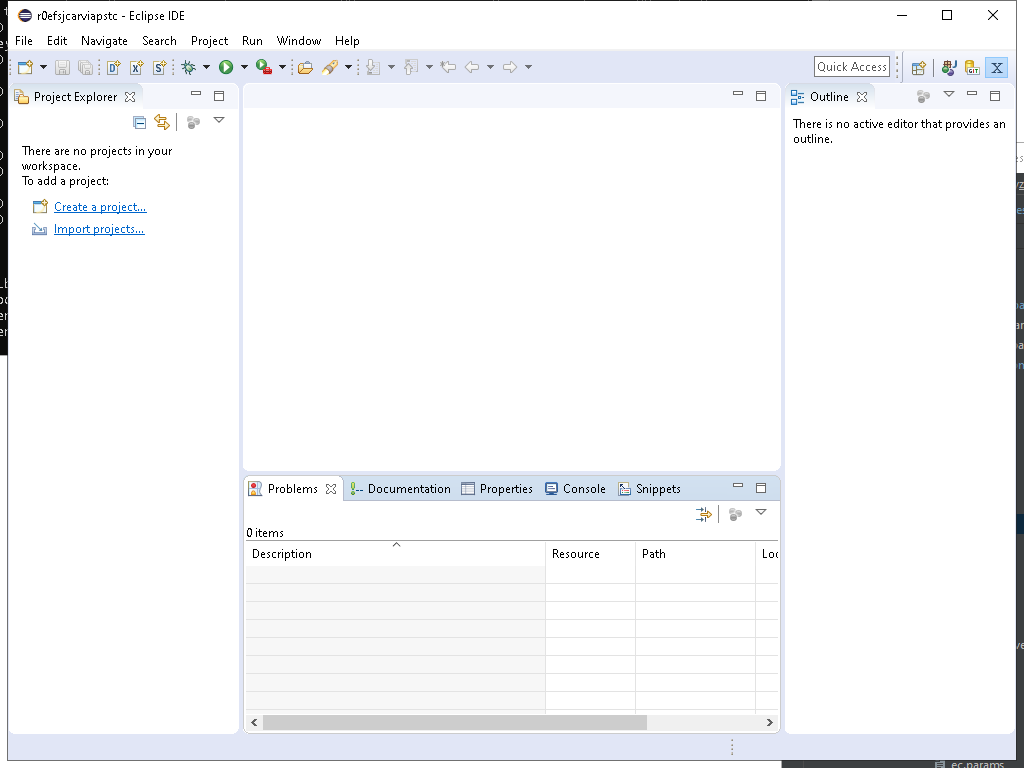 r0efsjcarviapstc - Eclipse IDE
File Edit Navigate Search Project Run Window Help
Quick Access
Project Explorer
Outline
There are no projects in your
workspace.
To add a project:
Create a project...
Import projects...
There is no active editor that provides an
outline.
Problems Documentation Properties Console Snippets
0 items
Description Resource Path Loc
ec.params